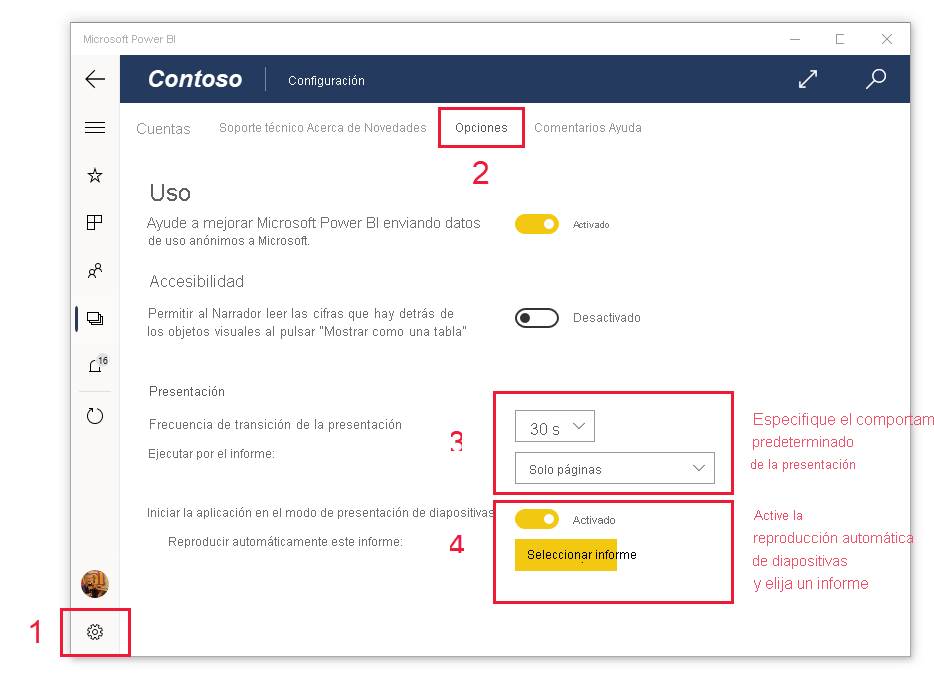 Microsoft Power BI
Contoso
Configuración
Cuentas
Soporte técnico Acerca de Novedades
Opciones
Comentarios Ayuda
2
Uso
Ayude a mejorar Microsoft Power BI enviando datos
de uso anónimos a Microsoft.
Activado
Accesibilidad
Permitir al Narrador leer las cifras que hay detrás de
los objetos visuales al pulsar "Mostrar como una tabla"
Desactivado
16
Presentación
Frecuencia de transición de la presentación
30 s
3
Ejecutar por el informe:
Solo páginas
Especifique el comportam
predeterminado
de la presentación
Iniciar la aplicación en el modo de presentación de diapositivas
Activado
Reproducir automáticamente este informe:
4
Seleccionar informe
Active la
reproducción automática
de diapositivas
y elija un informe
1